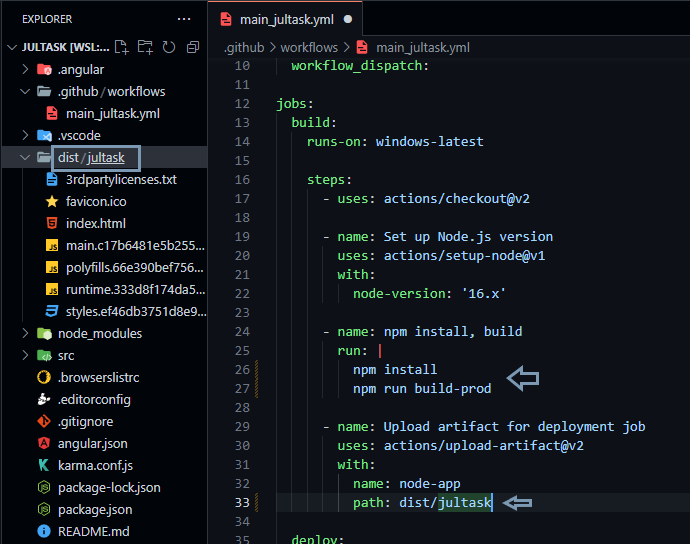 EXPLORER
JULTASK [WSL:...
.angular
.github/workflows
main_jultask.yml
.vscode
dist/jultask
3rdpartylicenses.txt
favicon.ico
index.html
main.c17b6481e5b255...
polyfills.66e390bef756...
runtime.333d8f174da5...
styles.ef46db3751d8e9...
node_modules
src
.browserslistrc
.editorconfig
.gitignore
angular.json
karma.conf.js
package-lock.json
package.json
README.md
main_jultask.yml
.github > workflows > main_jultask.yml
10 workflow_dispatch:
11
12 jobs:
13 build:
14 runs-on: windows-latest
15
16 steps:
17 - uses: actions/checkout@v2
18
19 - name: Set up Node.js version
20 uses: actions/setup-node@v1
21 with:
22 node-version: '16.x'
23
24 - name: npm install, build
25 run: |
26 npm install
27 npm run build-prod
28
29 - name: Upload artifact for deployment job
30 uses: actions/upload-artifact@v2
31 with:
32 name: node-app
33 path: dist/jultask
34
35 deploy: